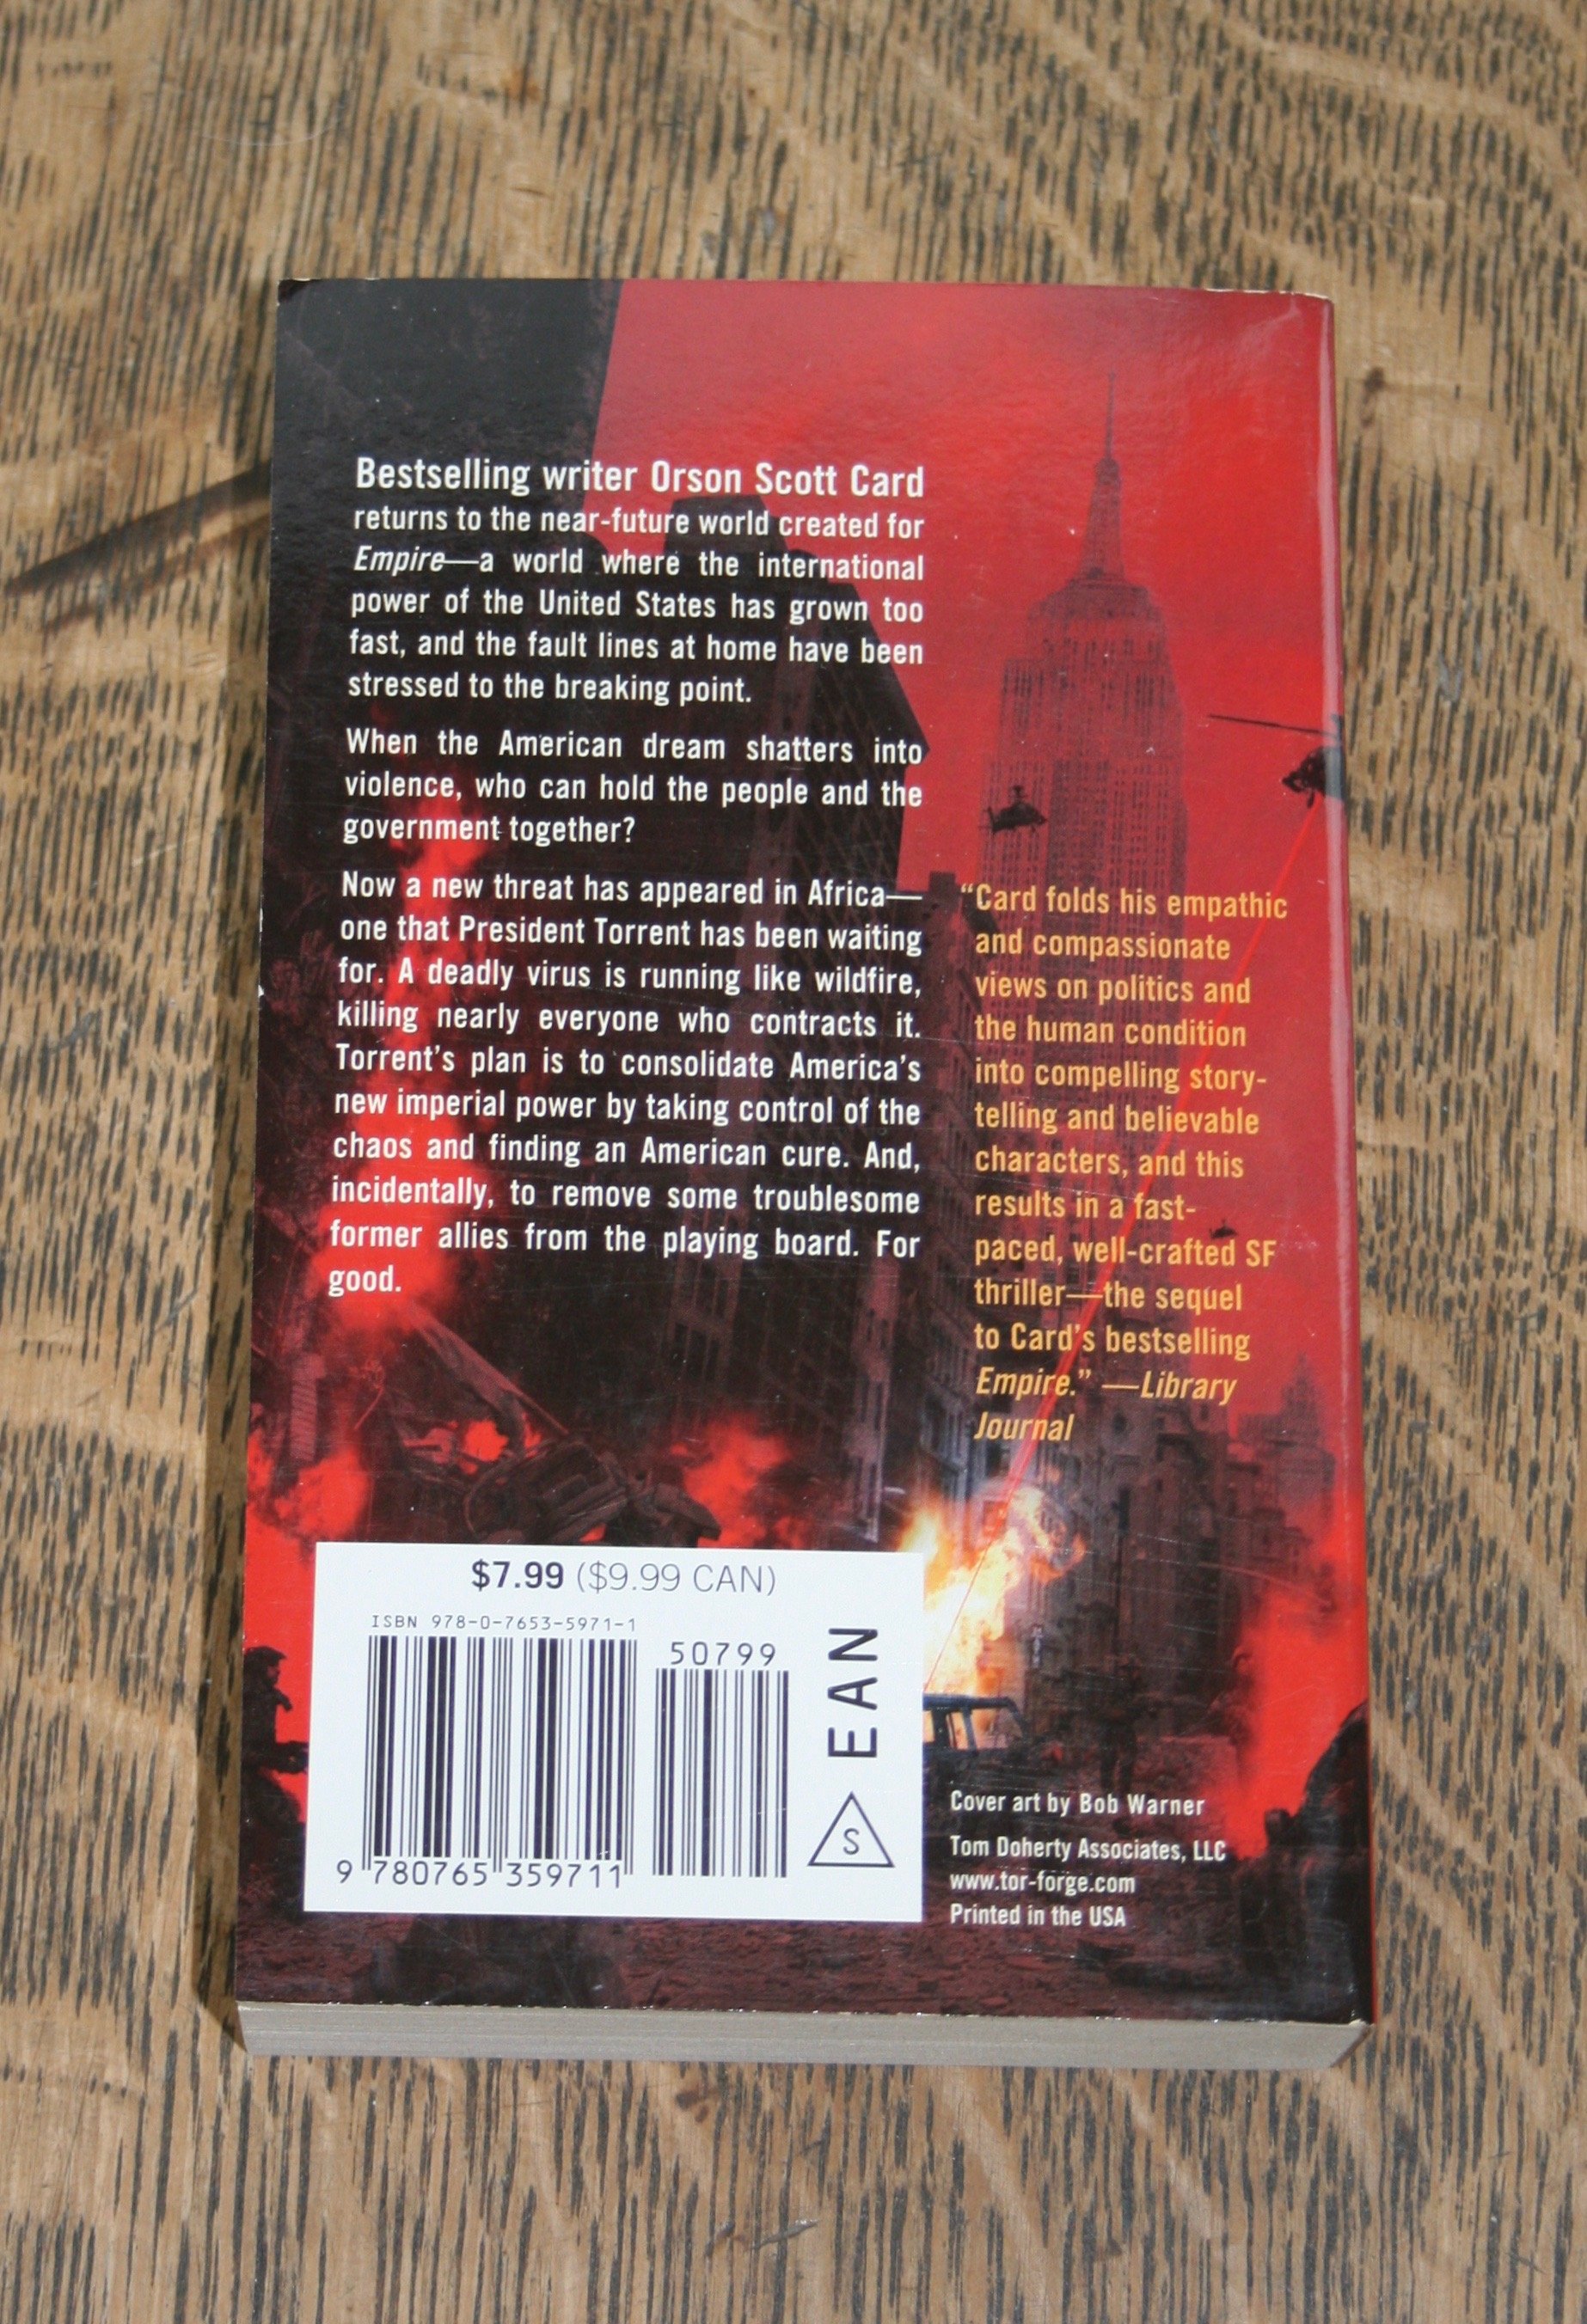 Bestselling writer Orson Scott Card
returns to the near-future world created for
Empire—a world where the international
power of the United States has grown too
fast, and the fault lines at home have been
stressed to the breaking point.
When the American dream shatters into
violence, who can hold the people and the
government together?
Now a new threat has appeared in Africa—
one that President Torrent has been waiting
for. A deadly virus is running like wildfire,
killing nearly everyone who contracts it.
Torrent's plan is to consolidate America's
new imperial power by taking control of the
chaos and finding an American cure. And,
incidentally, to remove some troublesome
former allies from the playing board. For
good.
"Card folds his empathic
and compassionate
views on politics and
the human condition
into compelling story-
telling and believable
characters, and this
results in a fast-
paced, well-crafted SF
thriller—the sequel
to Card's bestselling
Empire." —Library
Journal
$7.99 ($9.99 CAN)
ISBN 978-0-7653-5971-1
50799
EAN
S
9 780765 359711
Cover art by Bob Warner
Tom Doherty Associates, LLC
www.tor-forge.com
Printed in the USA